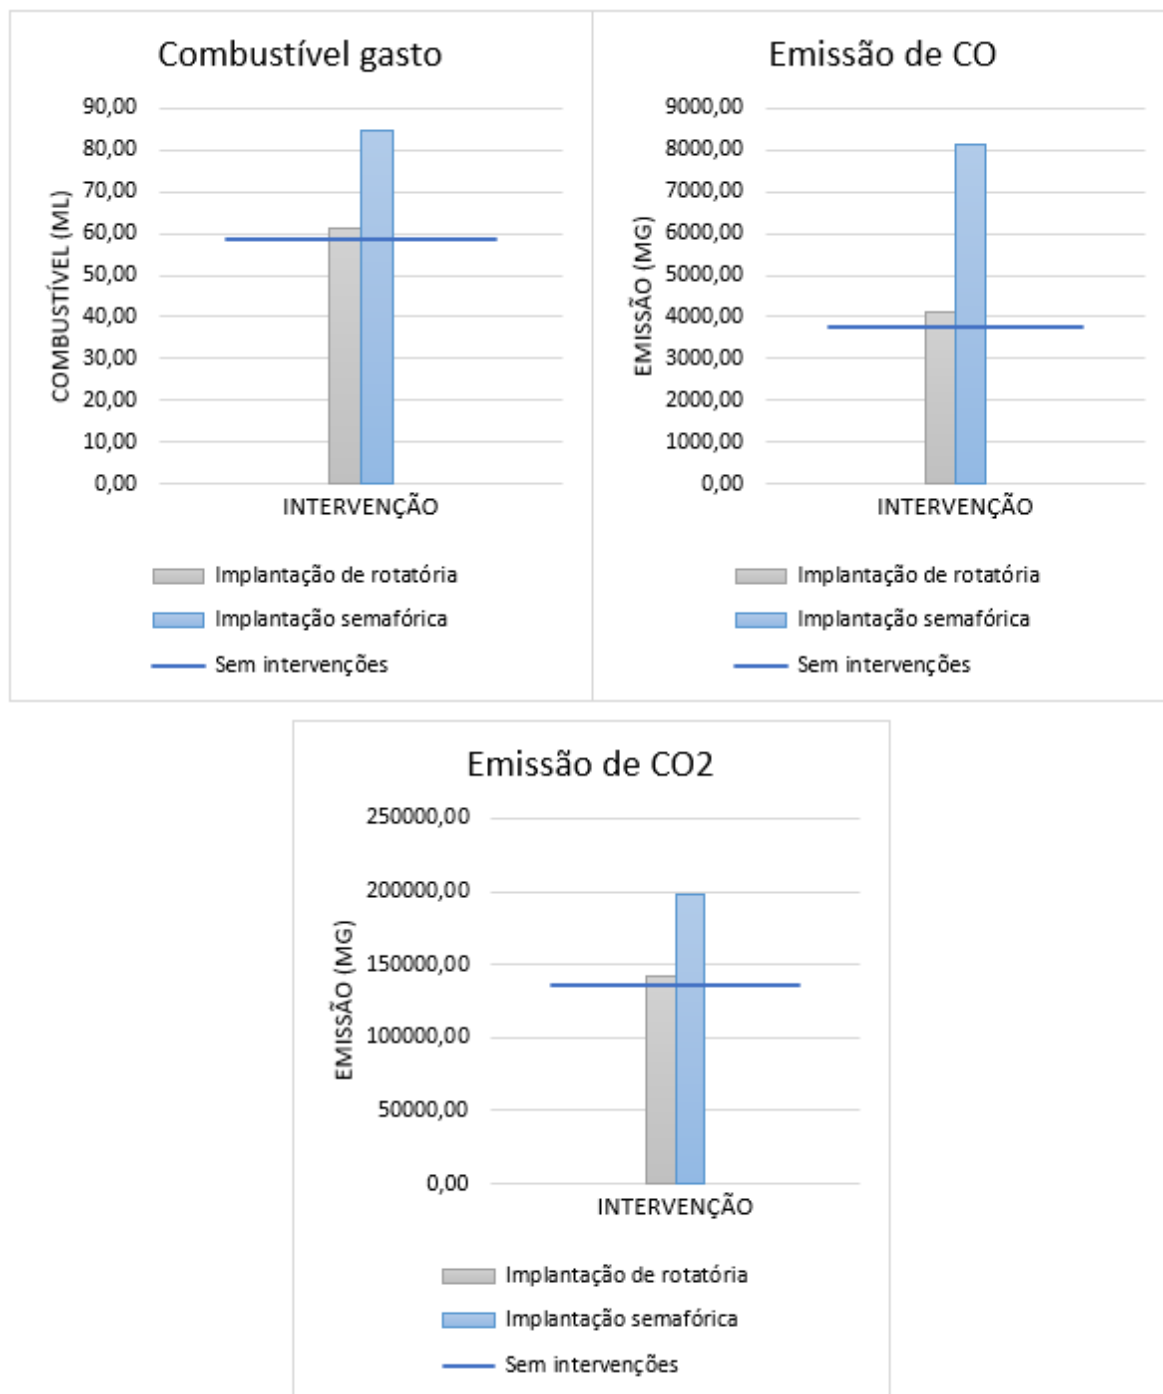 Combustível gasto
90,00
80,00
70,00
60,00
50,00
40,00
30,00
20,00
10,00
0,00
COMBUSTÍVEL (ML)
INTERVENÇÃO
Implantação de rotatória
Implantação semafórica
Sem intervenções
Emissão de CO
9000,00
8000,00
7000,00
6000,00
5000,00
4000,00
3000,00
2000,00
1000,00
0,00
EMISSÃO (MG)
INTERVENÇÃO
Implantação de rotatória
Implantação semafórica
Sem intervenções
Emissão de CO2
250000,00
200000,00
150000,00
100000,00
50000,00
0,00
EMISSÃO (MG)
INTERVENÇÃO
Implantação de rotatória
Implantação semafórica
Sem intervenções